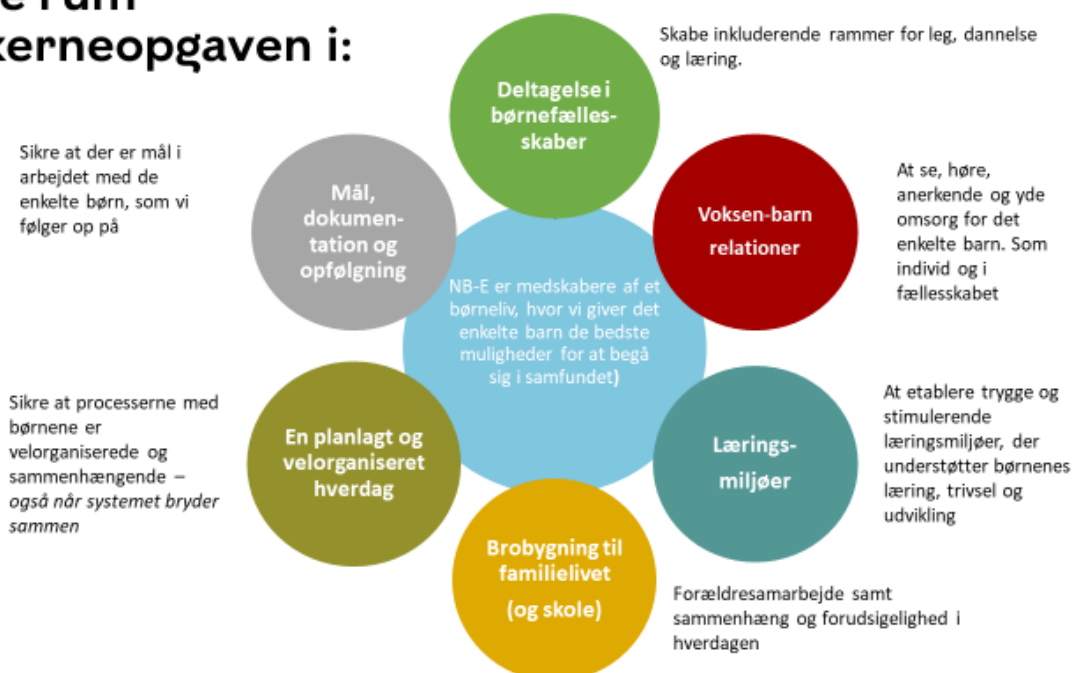 kerneopgaven i:
Skabe inkluderende rammer for leg, dannelse
og læring.
Deltagelse i
børnefælles-
skaber
Sikre at der er mål i
arbejdet med de
enkelte børn, som vi
følger op på
Mål,
dokumen-
tation og
opfølgning
Voksen-barn
relationer
At se, høre,
anerkende og yde
omsorg for det
enkelte barn. Som
individ og i
fællesskabet
NB-E er medskabere af et
børneliv, hvor vi giver det
enkelte barn de bedste
muligheder for at begå
sig i samfundet)
Sikre at processerne med
børnene er
velorganiserede og
sammenhængende –
også når systemet bryder
sammen
En planlagt og
velorganiseret
hverdag
Lærings-
miljøer
At etablere trygge og
stimulerende
læringsmiljøer, der
understøtter børnenes
læring, trivsel og
udvikling
Brobygning til
familielivet
(og skole)
Forældresamarbejde samt
sammenhæng og forudsigelighed i
hverdagen